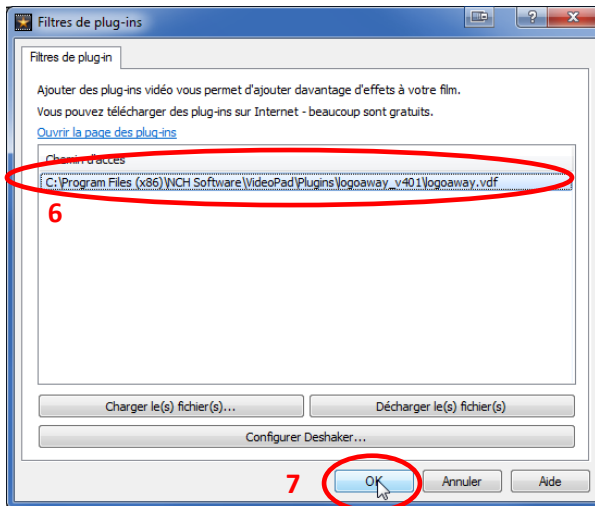 Filtres de plug-ins
Filtres de plug-in
Ajouter des plug-ins vidéo vous permet d'ajouter davantage d'effets à votre film.
Vous pouvez télécharger des plug-ins sur Internet - beaucoup sont gratuits.
Ouvrir la page des plug-ins
Chemin d'accès
C:\Program Files (x86)\NCH Software\VideoPad\Plugins\logoaway_v401\logoaway.vdf
6
Charger le(s) fichier(s)...
Décharger le(s) fichier(s)
Configurer Deshaker...
7
OK
Annuler
Aide